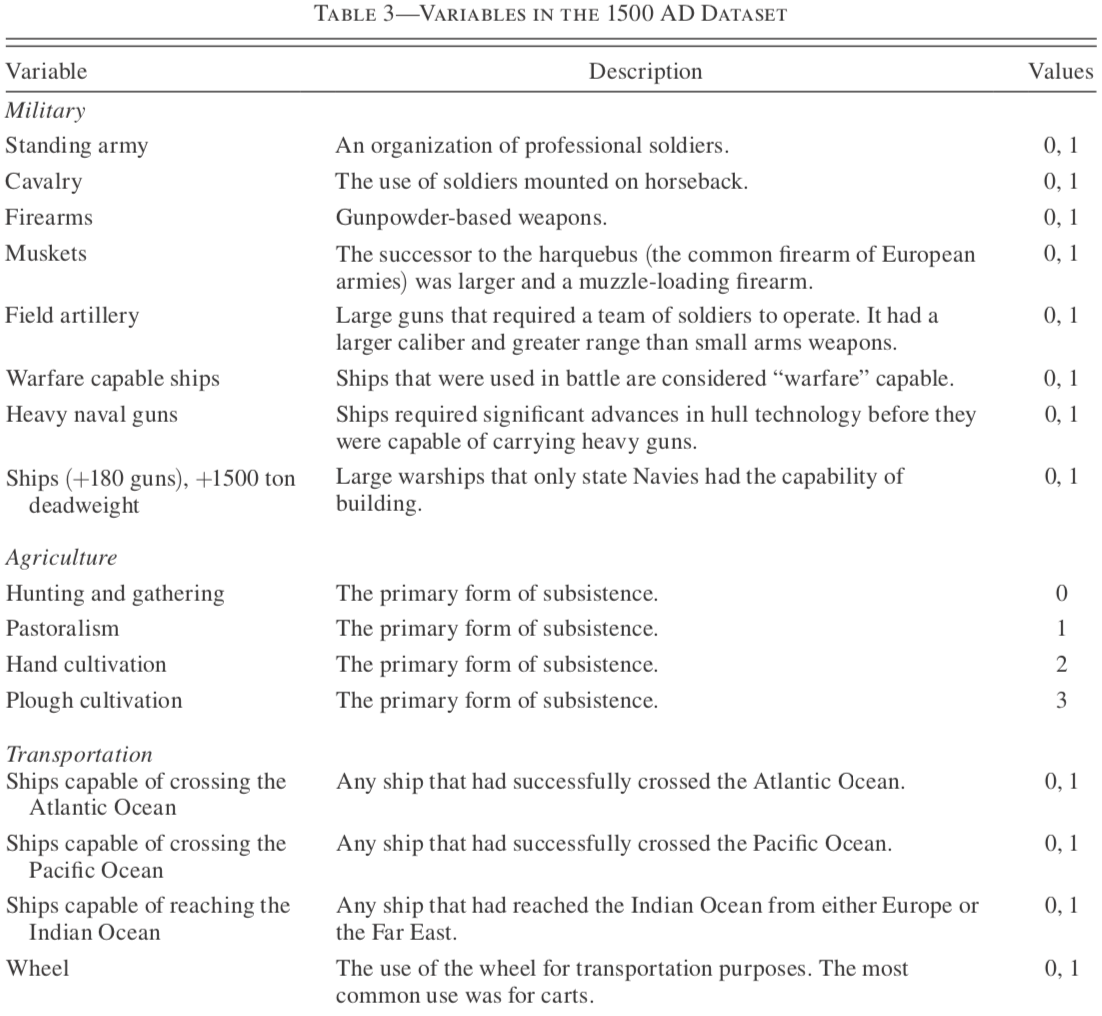 TABLE 3—VARIABLES IN THE 1500 AD DATASET
Variable Description Values
Military
Standing army An organization of professional soldiers. 0, 1
Cavalry The use of soldiers mounted on horseback. 0, 1
Firearms Gunpowder-based weapons. 0, 1
Muskets The successor to the harquebus (the common firearm of European 0, 1
armies) was larger and a muzzle-loading firearm.
Field artillery Large guns that required a team of soldiers to operate. It had a 0, 1
larger caliber and greater range than small arms weapons.
Warfare capable ships Ships that were used in battle are considered “warfare” capable. 0, 1
Heavy naval guns Ships required significant advances in hull technology before they 0, 1
were capable of carrying heavy guns.
Ships (+180 guns), +1500 ton Large warships that only state Navies had the capability of 0, 1
deadweight building.
Agriculture
Hunting and gathering The primary form of subsistence. 0
Pastoralism The primary form of subsistence. 1
Hand cultivation The primary form of subsistence. 2
Plough cultivation The primary form of subsistence. 3
Transportation
Ships capable of crossing the Any ship that had successfully crossed the Atlantic Ocean. 0, 1
Atlantic Ocean
Ships capable of crossing the Any ship that had successfully crossed the Pacific Ocean. 0, 1
Pacific Ocean
Ships capable of reaching the Any ship that had reached the Indian Ocean from either Europe or 0, 1
Indian Ocean the Far East.
Wheel The use of the wheel for transportation purposes. The most 0, 1
common use was for carts.